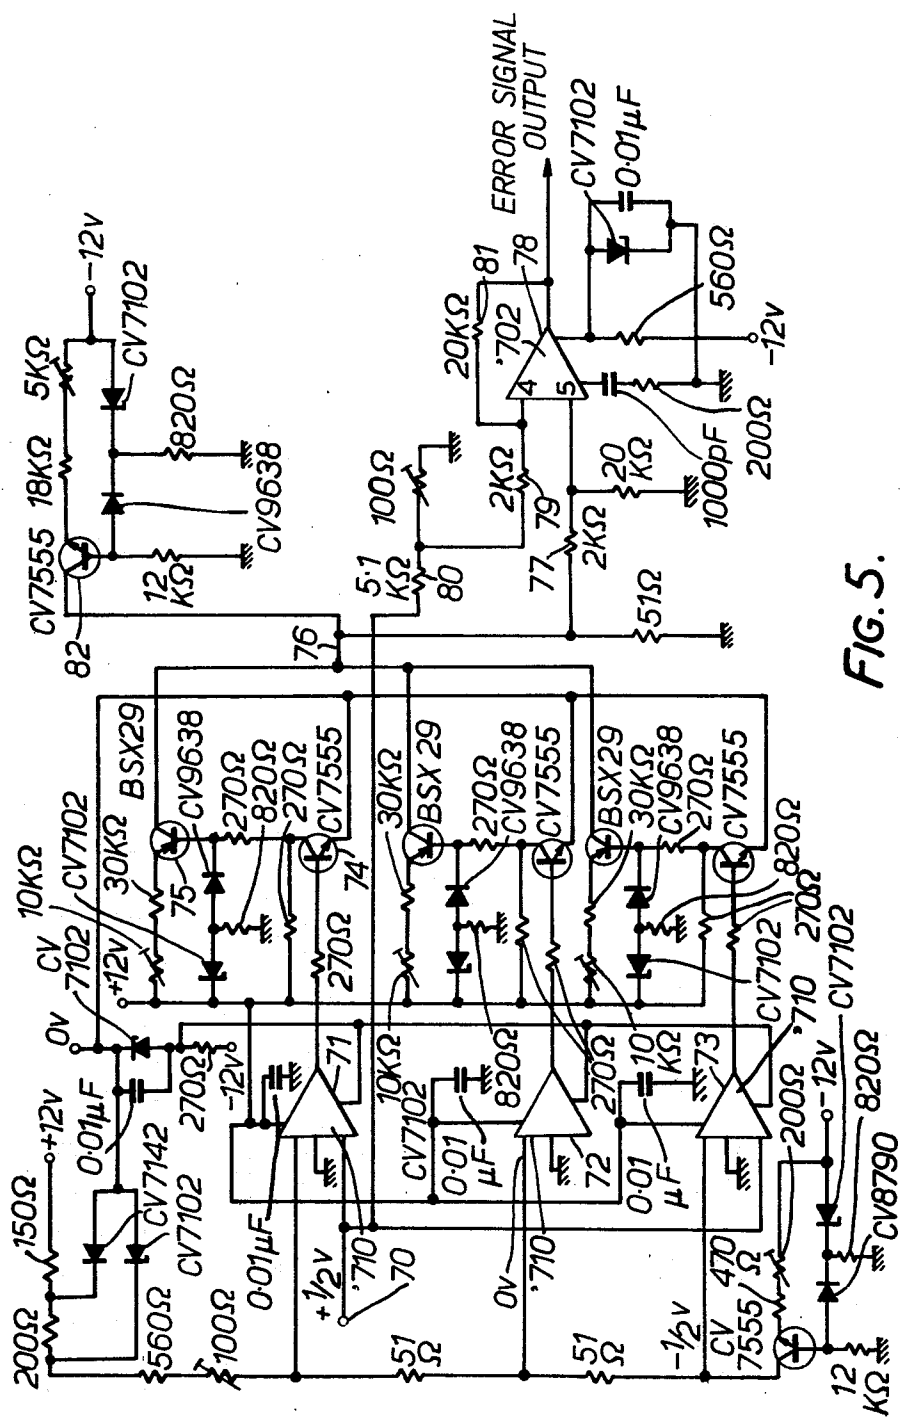 200Ω
150Ω
+12v
CV7142
CV7102
560Ω
100Ω
0.01μF
0v
CV
7102
+12v
270Ω
-12v
10KΩ
CV7102
30KΩ
BSX29
CV9638
270Ω
820Ω
270Ω
CV7555
75
74
270Ω
0.01μF
+1/2v
'710
70
71
CV7555
82
18KΩ
5KΩ
-12v
CV7102
820Ω
CV9638
12
KΩ
76
51
Ω
0v
'710
72
CV7102
0.01
μF
10KΩ
820Ω
270Ω
30KΩ
BSX29
270Ω
CV9638
CV7555
5.1
KΩ
80
100Ω
2KΩ
79
77
2KΩ
20
KΩ
51Ω
20KΩ
81
'702
78
4
5
ERROR SIGNAL
OUTPUT
CV7102
0.01μF
560Ω
-12v
200Ω
1000pF
51
Ω
-1/2v
0.01
μF
10
KΩ
73
'710
CV7102
BSX29
30KΩ
CV9638
270Ω
CV7555
820Ω
270Ω
CV
7555
470
Ω
200Ω
-12v
CV7102
820Ω
CV8790
12
KΩ
FIG. 5.